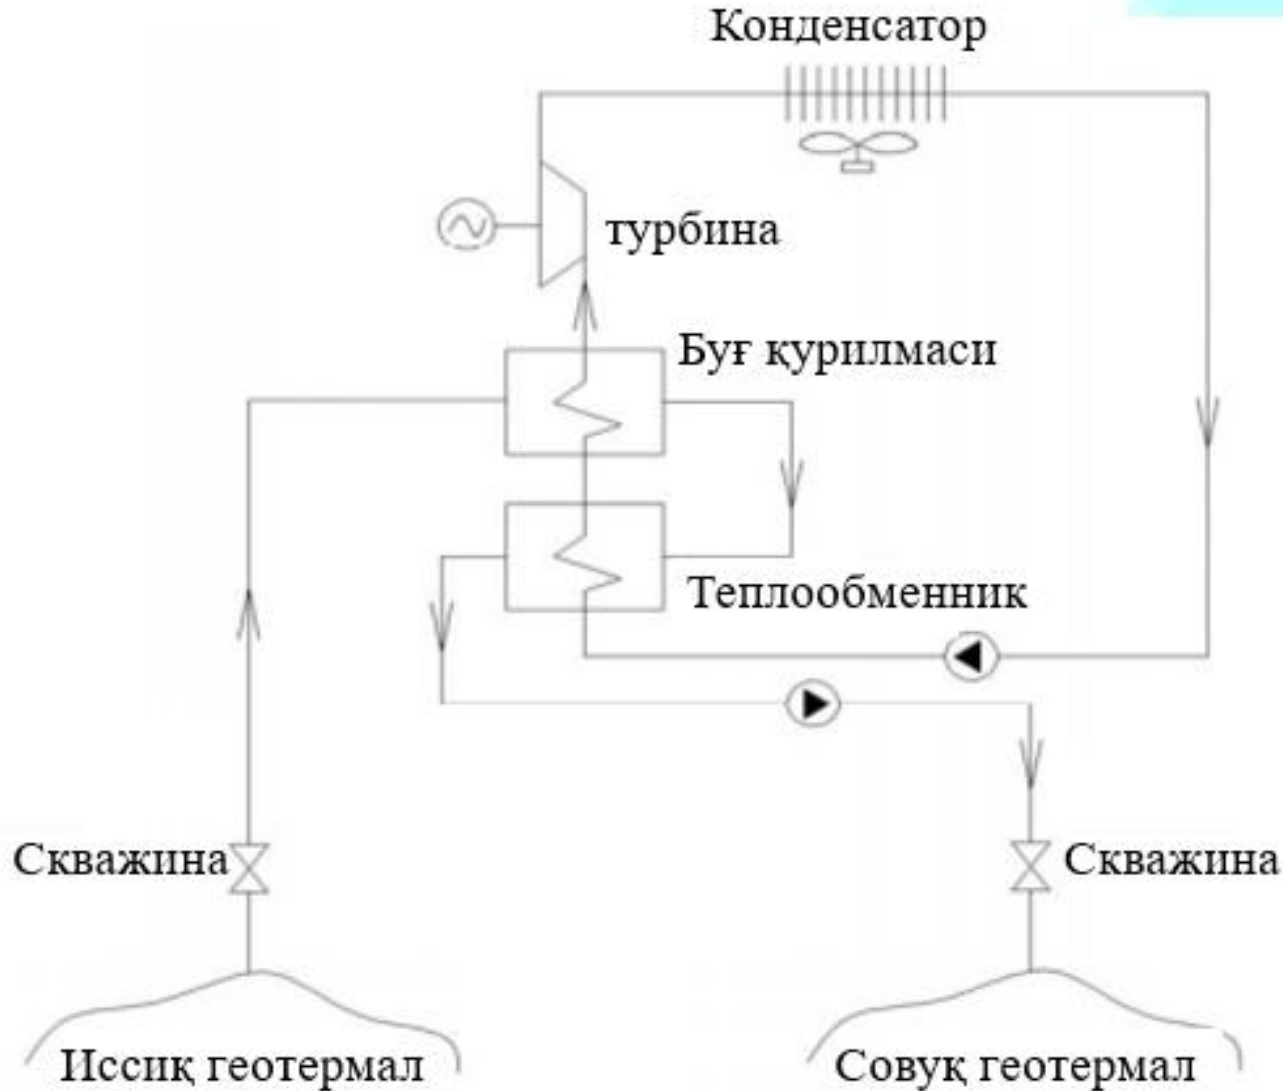 Конденсатор
турбина
Буғ қурилмаси
Теплообменник
Скважина
Скважина
Иссиқ геотермал
Совуқ геотермал